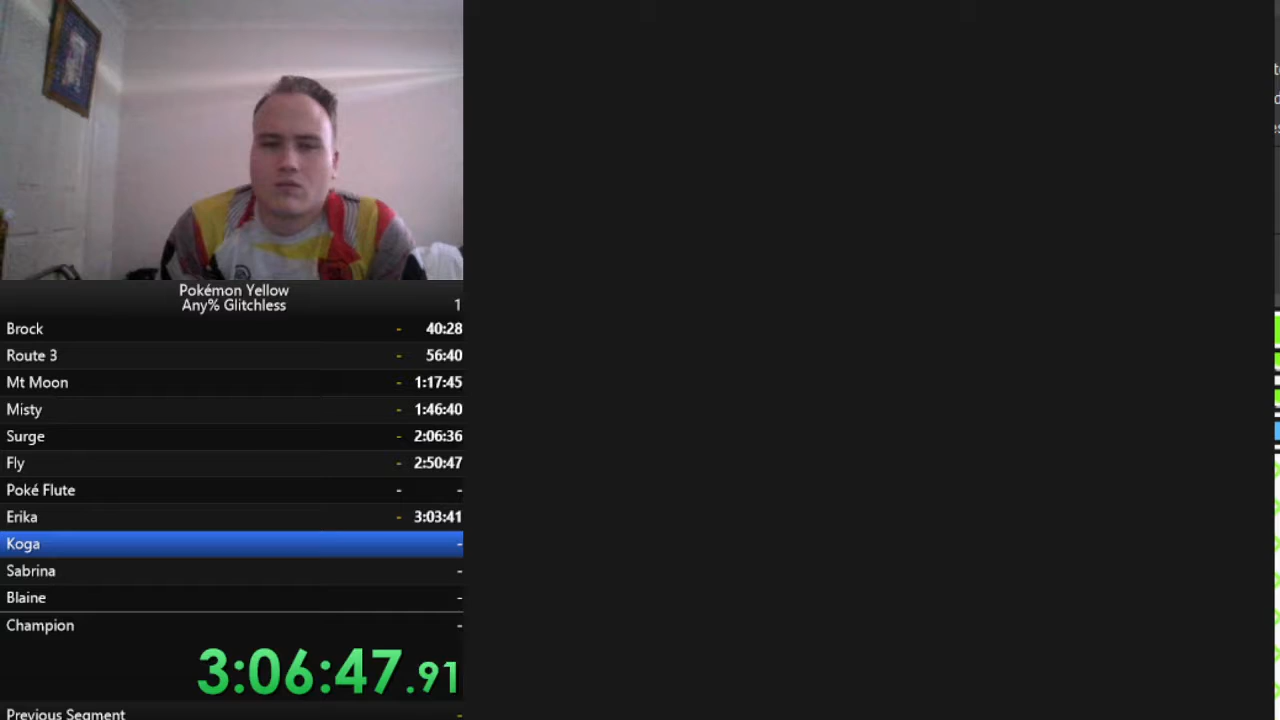 Pokémon Yellow
Any% Glitchless
1
Brock - 40:28
Route 3 - 56:40
Mt Moon - 1:17:45
Misty - 1:46:40
Surge - 2:06:36
Fly - 2:50:47
Poké Flute - -
Erika - 3:03:41
Koga -
Sabrina -
Blaine -
Champion -
3:06:47.91
Previous Segment -